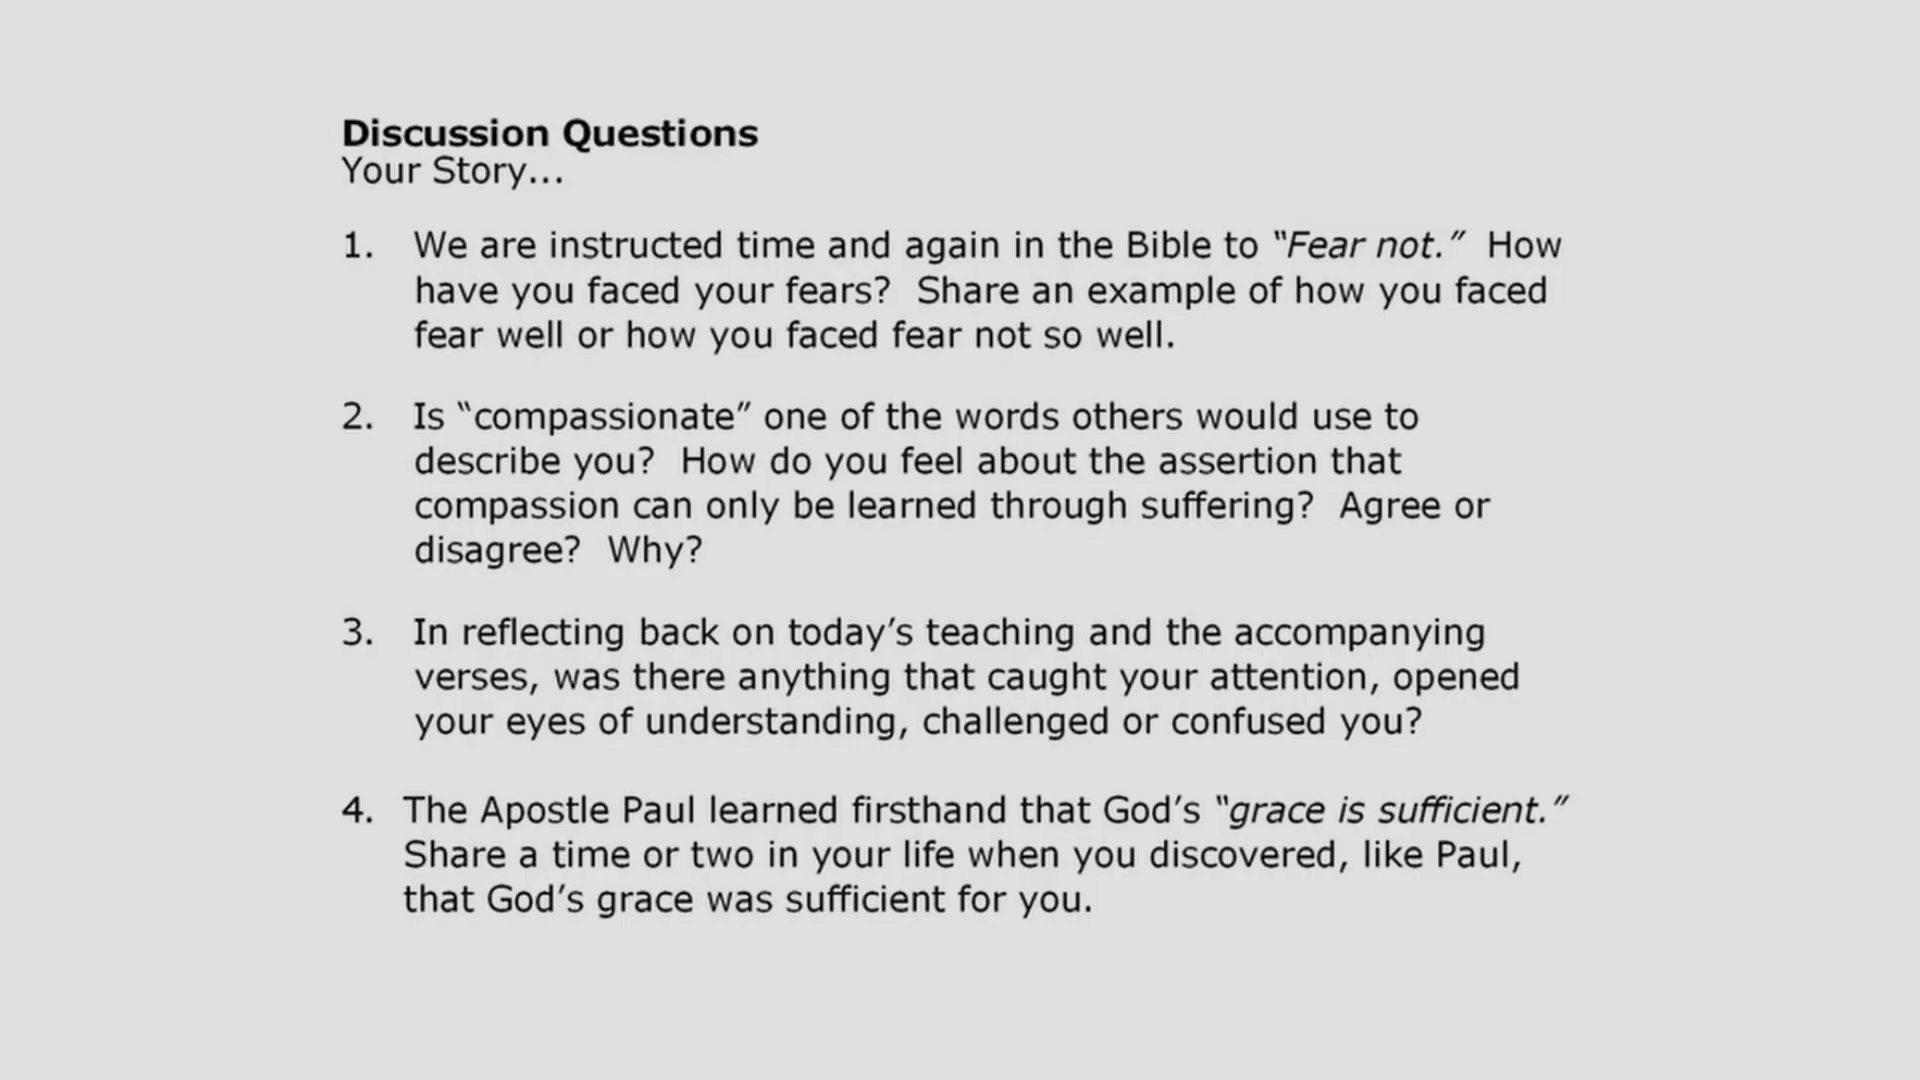 Discussion Questions
Your Story...
1. We are instructed time and again in the Bible to “Fear not.” How
have you faced your fears? Share an example of how you faced
fear well or how you faced fear not so well.
2. Is “compassionate” one of the words others would use to
describe you? How do you feel about the assertion that
compassion can only be learned through suffering? Agree or
disagree? Why?
3. In reflecting back on today’s teaching and the accompanying
verses, was there anything that caught your attention, opened
your eyes of understanding, challenged or confused you?
4. The Apostle Paul learned firsthand that God’s “grace is sufficient.”
Share a time or two in your life when you discovered, like Paul,
that God’s grace was sufficient for you.